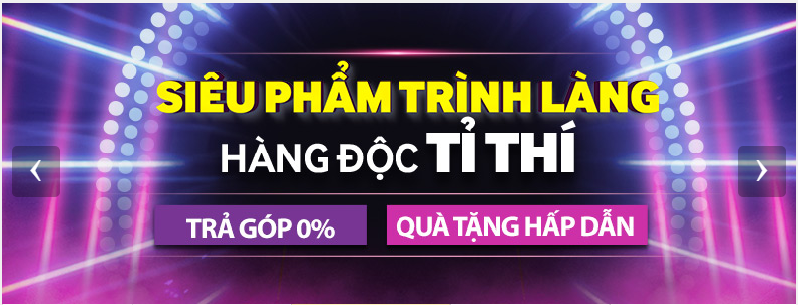 SIÊU PHẨM TRÌNH LÀNG
HÀNG ĐỘC TỈ THÍ
TRẢ GÓP 0%
QUÀ TẶNG HẤP DẪN